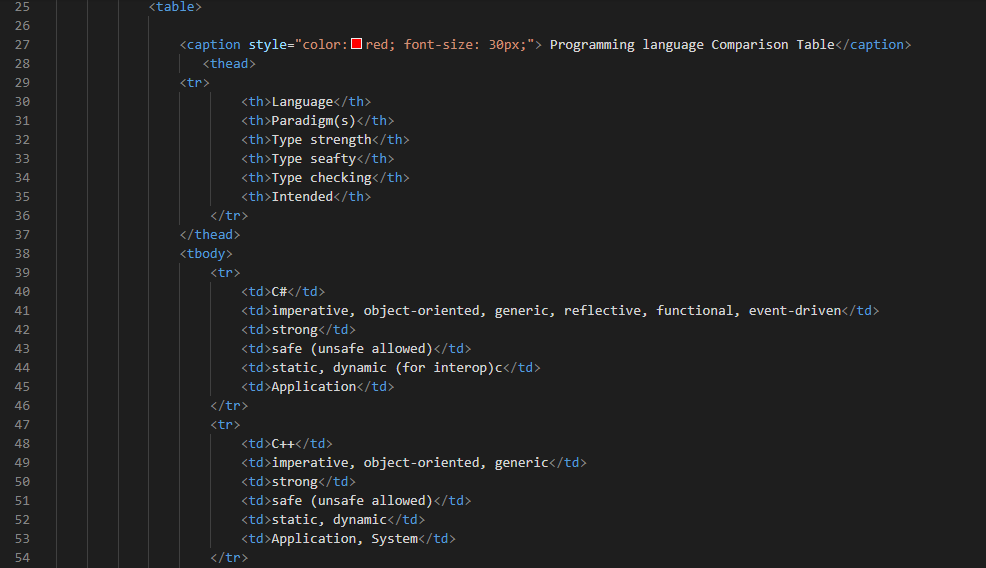 25 <table>
26
27 <caption style="color:red; font-size: 30px;"> Programming language Comparison Table</caption>
28 <thead>
29 <tr>
30 <th>Language</th>
31 <th>Paradigm(s)</th>
32 <th>Type strength</th>
33 <th>Type seafty</th>
34 <th>Type checking</th>
35 <th>Intended</th>
36 </tr>
37 </thead>
38 <tbody>
39 <tr>
40 <td>C#</td>
41 <td>imperative, object-oriented, generic, reflective, functional, event-driven</td>
42 <td>strong</td>
43 <td>safe (unsafe allowed)</td>
44 <td>static, dynamic (for interop)c</td>
45 <td>Application</td>
46 </tr>
47 <tr>
48 <td>C++</td>
49 <td>imperative, object-oriented, generic</td>
50 <td>strong</td>
51 <td>safe (unsafe allowed)</td>
52 <td>static, dynamic</td>
53 <td>Application, System</td>
54 </tr>